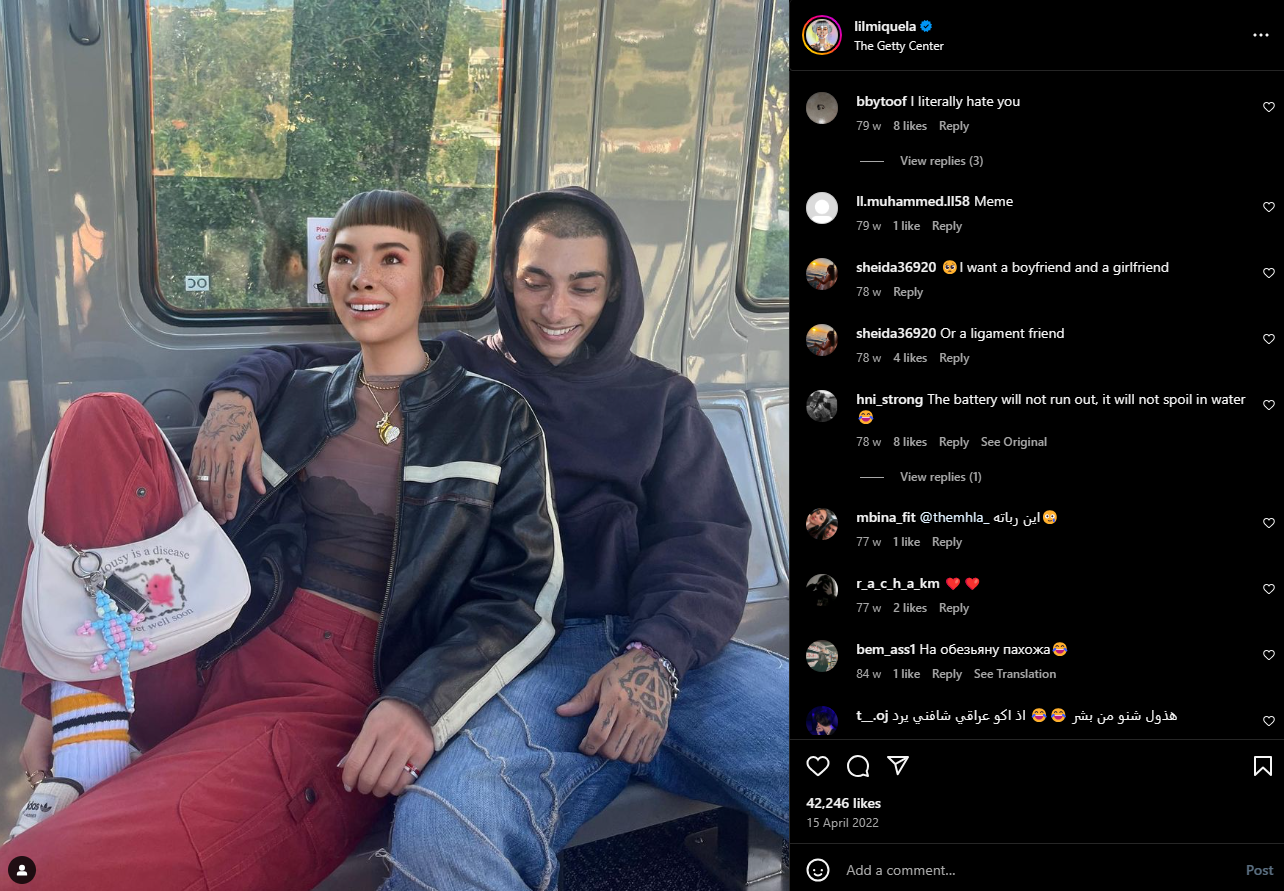 lilmiquela
The Getty Center
bbytoof I literally hate you
79 w 8 likes Reply
View replies (3)
ll.muhammed.ll58 Meme
79 w 1 like Reply
sheida36920 🥺I want a boyfriend and a girlfriend
78 w Reply
sheida36920 Or a ligament friend
78 w 4 likes Reply
hni_strong The battery will not run out, it will not spoil in water
😂
78 w 8 likes Reply See Original
View replies (1)
mbina_fit @themhla_ این رباته🤪
77 w 1 like Reply
r_a_c_h_a_km ❤️ ❤️
77 w 2 likes Reply
bem_ass1 На обезьяну пахожа😂
84 w 1 like Reply See Translation
t__.oj هذول شنو من بشر 😂 😂 اذ اكو عراقي شافني يرد
42,246 likes
15 April 2022
Add a comment...
Post
is a disease
well soon
adidas